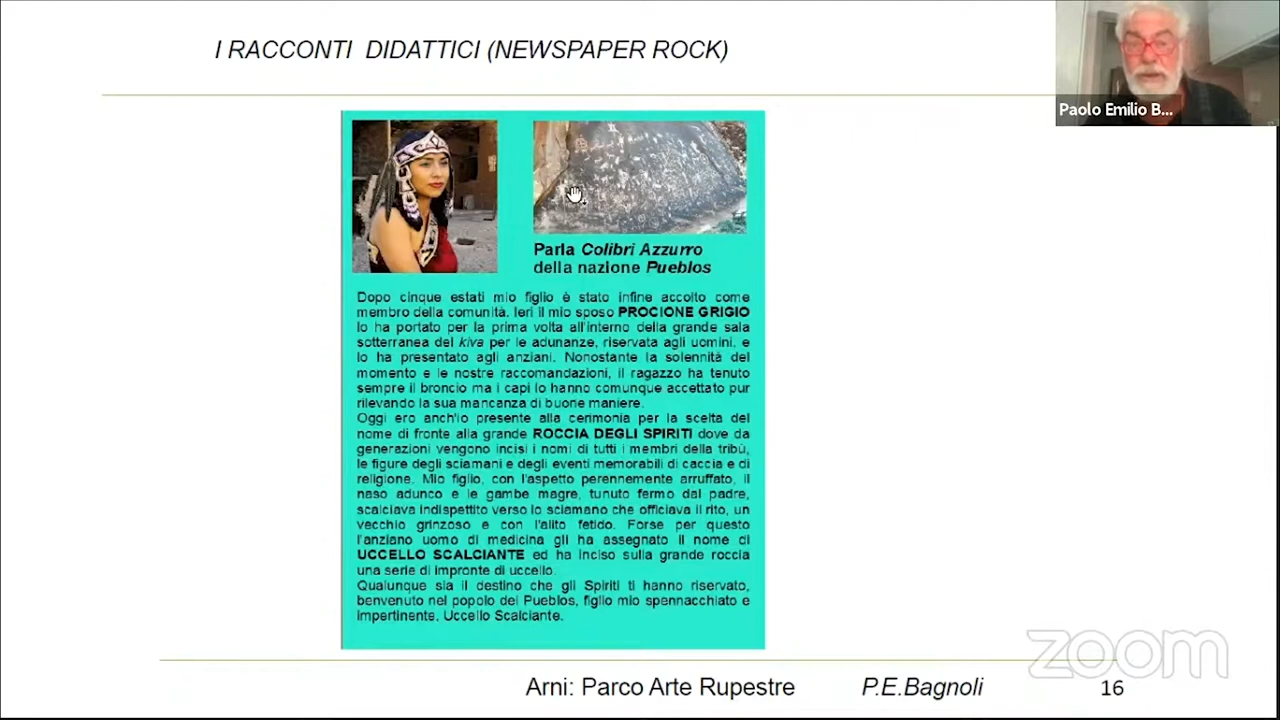 I RACCONTI DIDATTICI (NEWSPAPER ROCK)
Paolo Emilio B...
Parla Colibrì Azzurro
della nazione Pueblos
Dopo cinque estati mio figlio è stato infine accolto come
membro della comunità. Ieri il mio sposo PROCIONE GRIGIO
lo ha portato per la prima volta all'interno della grande sala
sotterranea del kiva per le adunanze, riservata agli uomini, e
lo ha presentato agli anziani. Nonostante la solennità del
momento e le nostre raccomandazioni, il ragazzo ha tenuto
sempre il broncio ma i capi lo hanno comunque accettato pur
rilevando la sua mancanza di buone maniere.
Oggi ero anch'io presente alla cerimonia per la scelta del
nome di fronte alla grande ROCCIA DEGLI SPIRITI dove da
generazioni vengono incisi i nomi di tutti i membri della tribù,
le figure degli sciamani e degli eventi memorabili di caccia e di
religione. Mio figlio, con l'aspetto perennemente arruffato, il
naso adunco e le gambe magre, tunuto fermo dal padre,
scalciava indispettito verso lo sciamano che officiava il rito, un
vecchio grinzoso e con l'alito fetido. Forse per questo
l'anziano uomo di medicina gli ha assegnato il nome di
UCCELLO SCALCIANTE ed ha inciso sulla grande roccia
una serie di impronte di uccello.
Qualunque sia il destino che gli Spiriti ti hanno riservato,
benvenuto nel popolo dei Pueblos, figlio mio spennacchiato e
impertinente, Uccello Scalciante.
zoom
Arni: Parco Arte Rupestre P.E.Bagnoli 16